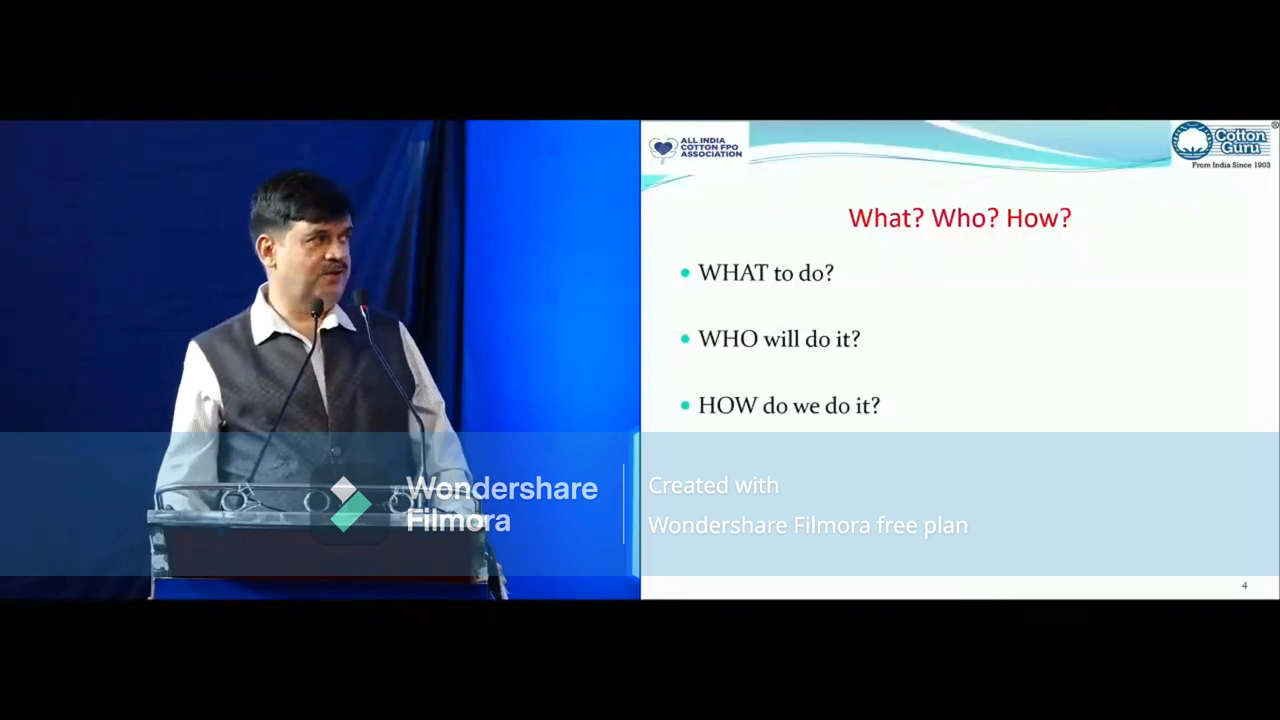 ALL INDIA
COTTON FPO
ASSOCIATION
Cotton
Guru
®
From India Since 1903
What? Who? How?
• WHAT to do?
• WHO will do it?
• HOW do we do it?
Wondershare
Filmora
Created with
Wondershare Filmora free plan
4